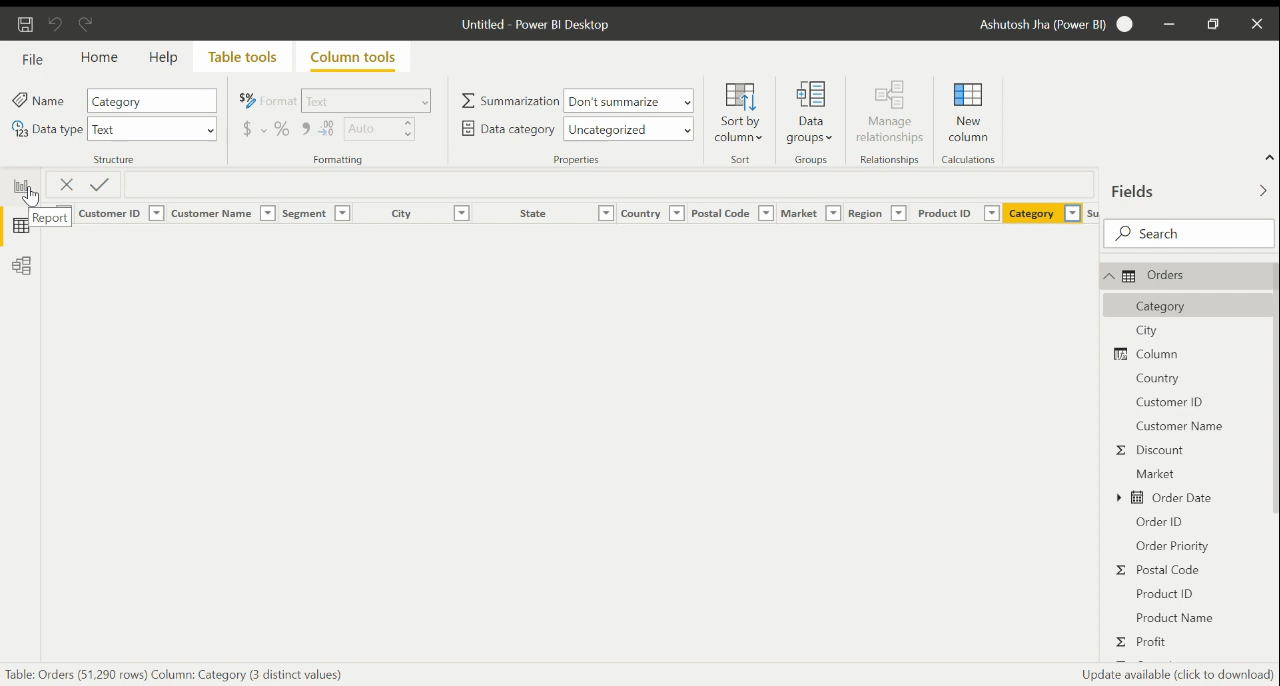 Untitled - Power BI Desktop
Ashutosh Jha (Power BI)
File
Home
Help
Table tools
Column tools
Name
Category
Data type
Text
Structure
$% Format
Text
$
%
Auto
Formatting
Summarization
Don't summarize
Data category
Uncategorized
Properties
Sort by
column
Sort
Data
groups
Groups
Manage
relationships
Relationships
New
column
Calculations
Report
Customer ID
Customer Name
Segment
City
State
Country
Postal Code
Market
Region
Product ID
Category
Su
Fields
Search
Orders
Category
City
Column
Country
Customer ID
Customer Name
Σ Discount
Market
Order Date
Order ID
Order Priority
Σ Postal Code
Product ID
Product Name
Σ Profit
Table: Orders (51,290 rows) Column: Category (3 distinct values)
Update available (click to download)